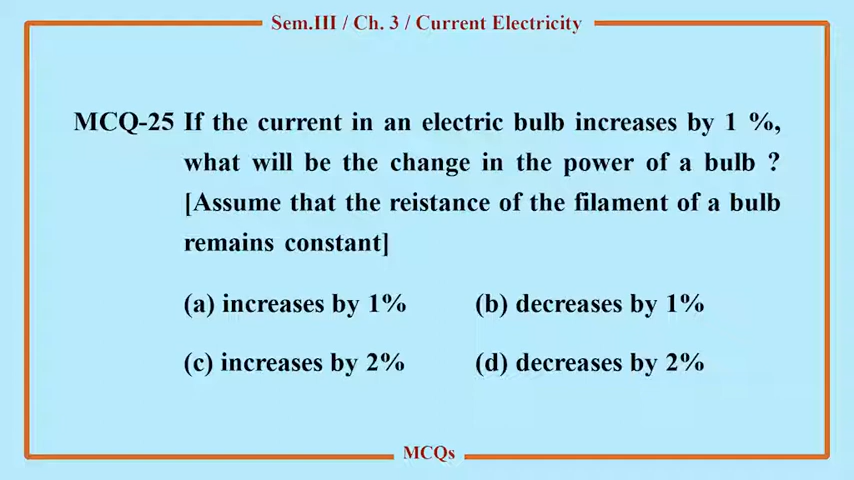 Sem.III / Ch. 3 / Current Electricity
MCQ-25 If the current in an electric bulb increases by 1 %,
what will be the change in the power of a bulb ?
[Assume that the reistance of the filament of a bulb
remains constant]
(a) increases by 1% (b) decreases by 1%
(c) increases by 2% (d) decreases by 2%
MCQs